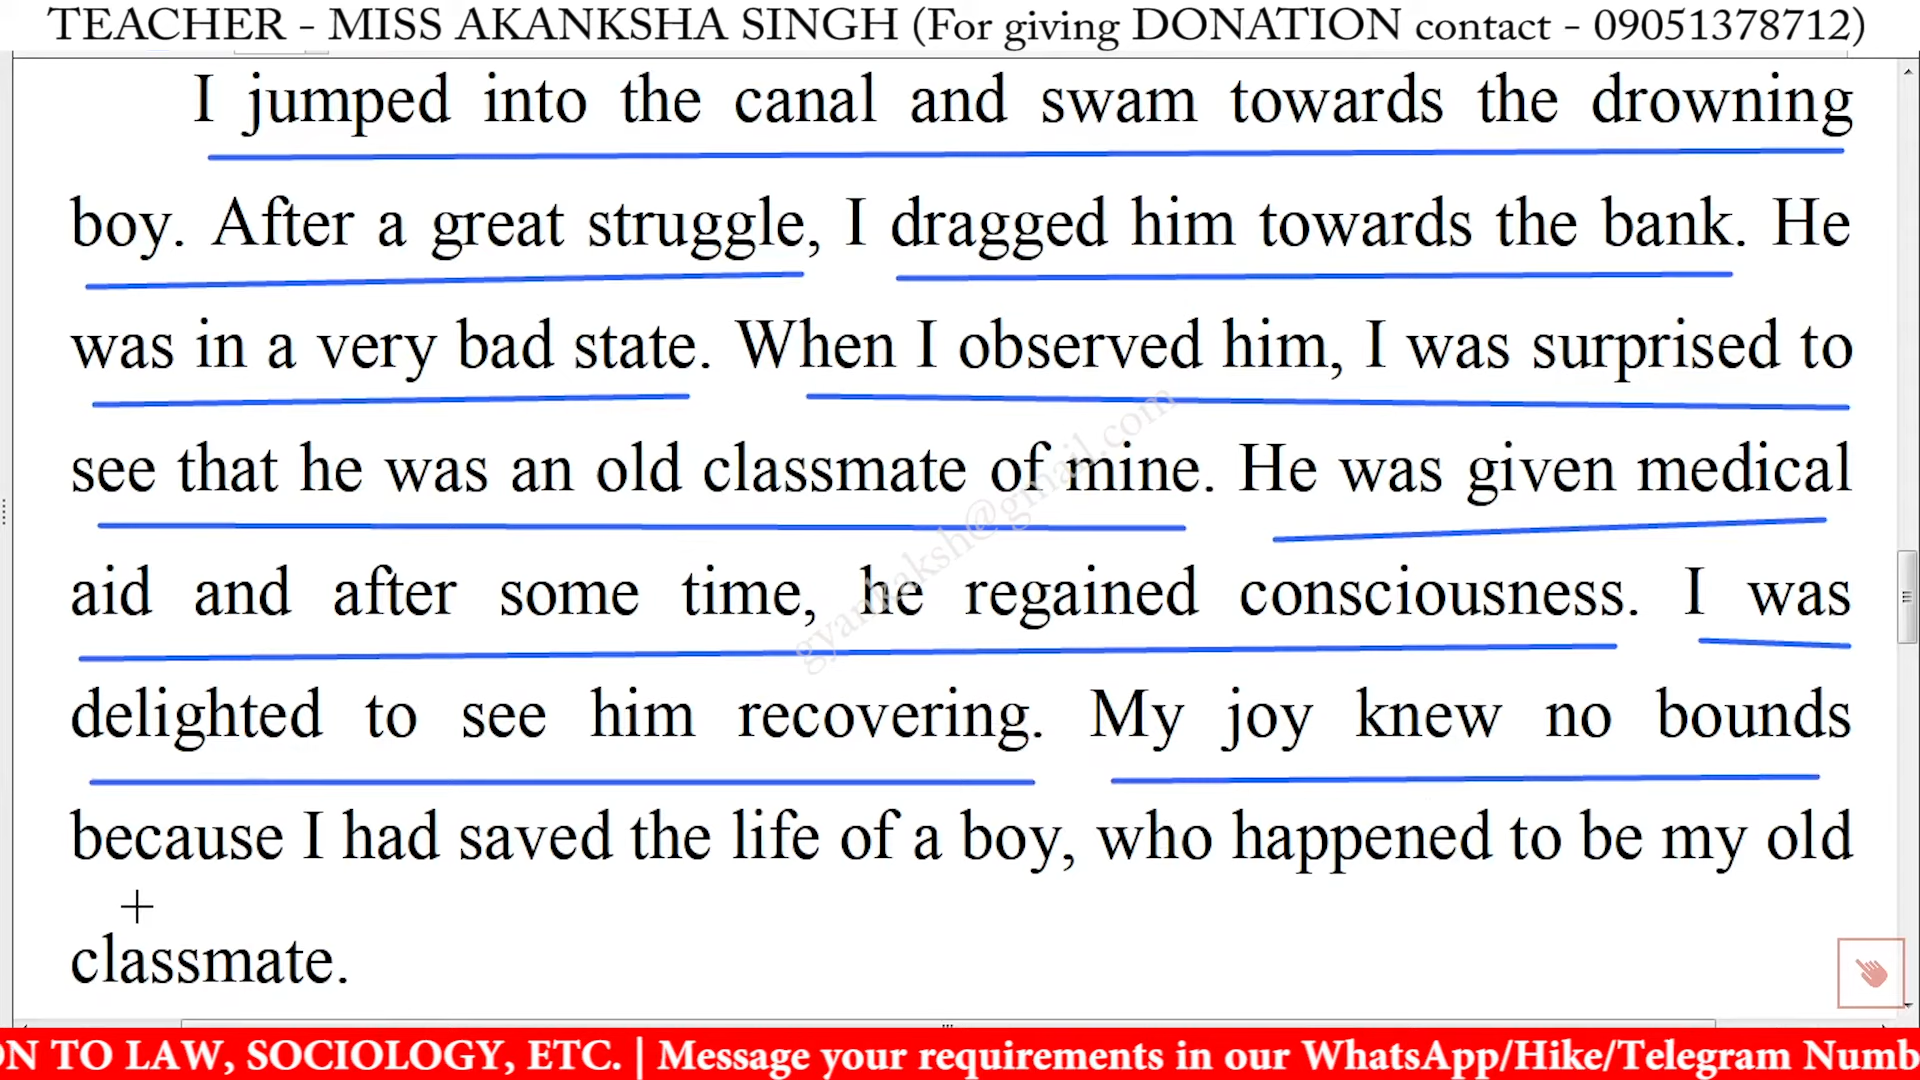 TEACHER - MISS AKANKSHA SINGH (For giving DONATION contact - 09051378712)
I jumped into the canal and swam towards the drowning
boy. After a great struggle, I dragged him towards the bank. He
was in a very bad state. When I observed him, I was surprised to
see that he was an old classmate of mine. He was given medical
aid and after some time, he regained consciousness. I was
delighted to see him recovering. My joy knew no bounds
because I had saved the life of a boy, who happened to be my old
classmate.
gyankaksh@gmail.com
ON TO LAW, SOCIOLOGY, ETC. | Message your requirements in our WhatsApp/Hike/Telegram Numb